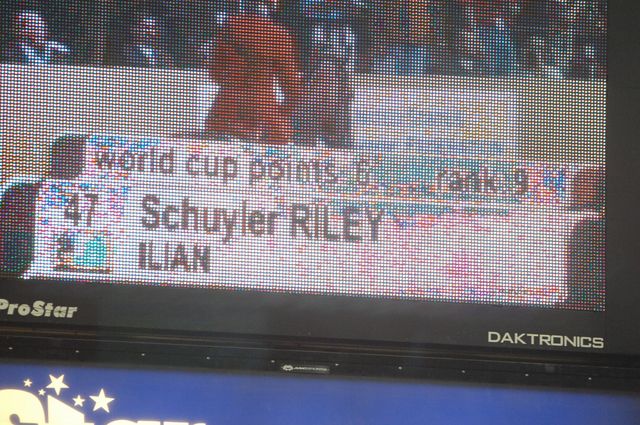 world cup points 6 rank 9
47 Schuyler RILEY
ILIAN
ProStar
DAKTRONICS